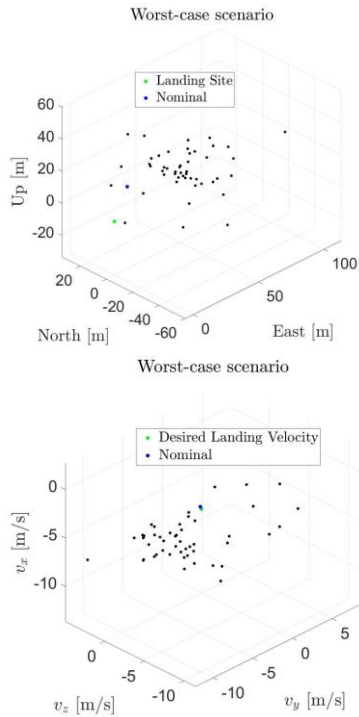 Worst-case scenario
Landing Site
Nominal
60
40
20
0
-20
Up [m]
20
0
-20
-40
-60
North [m]
0
50
100
East [m]
Worst-case scenario
Desired Landing Velocity
Nominal
0
-5
-10
v_x [m/s]
0
-5
-10
v_z [m/s]
-10
-5
0
5
v_y [m/s]